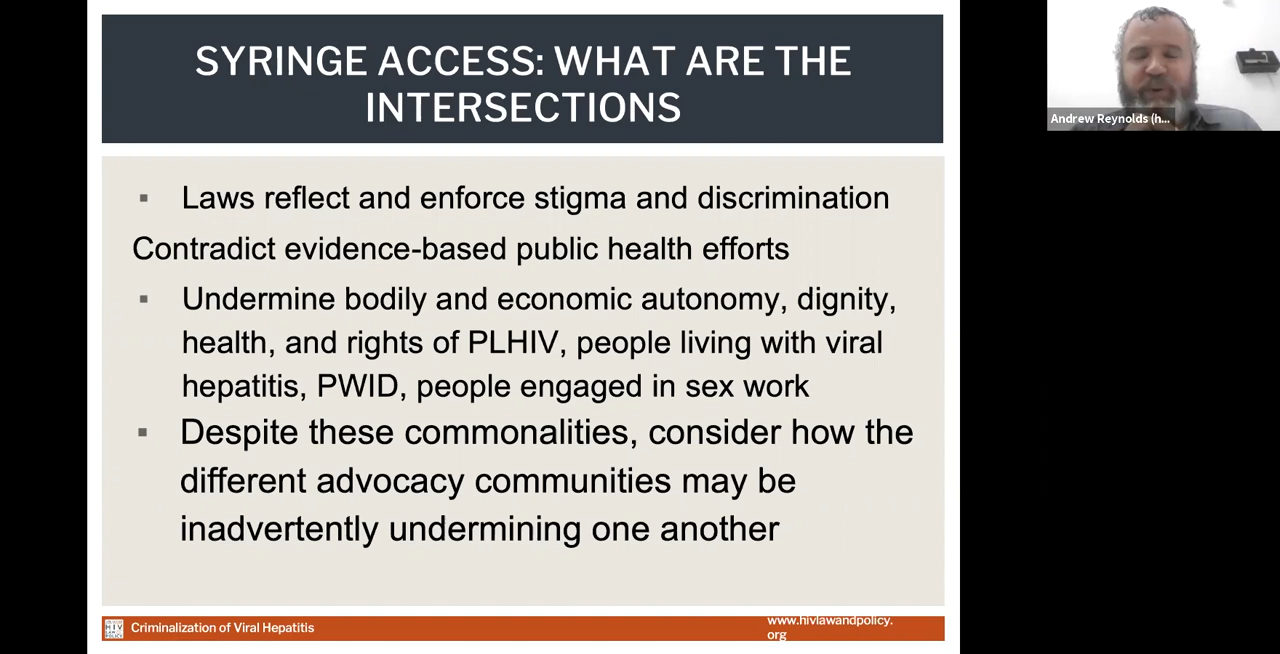 SYRINGE ACCESS: WHAT ARE THE
INTERSECTIONS
▪ Laws reflect and enforce stigma and discrimination
Contradict evidence-based public health efforts
▪ Undermine bodily and economic autonomy, dignity,
health, and rights of PLHIV, people living with viral
hepatitis, PWID, people engaged in sex work
▪ Despite these commonalities, consider how the
different advocacy communities may be
inadvertently undermining one another
Criminalization of Viral Hepatitis
www.hivlawandpolicy.
org
Andrew Reynolds (h...